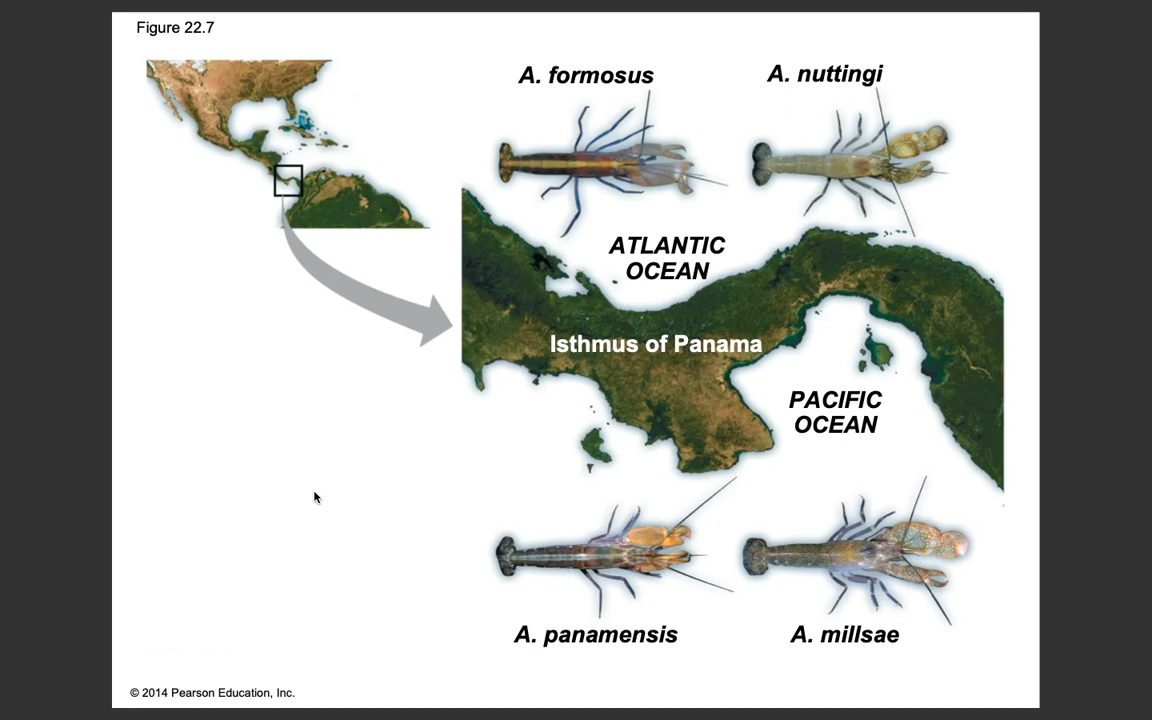 Figure 22.7
A. formosus
A. nuttingi
ATLANTIC
OCEAN
Isthmus of Panama
PACIFIC
OCEAN
A. panamensis
A. millsae
© 2014 Pearson Education, Inc.